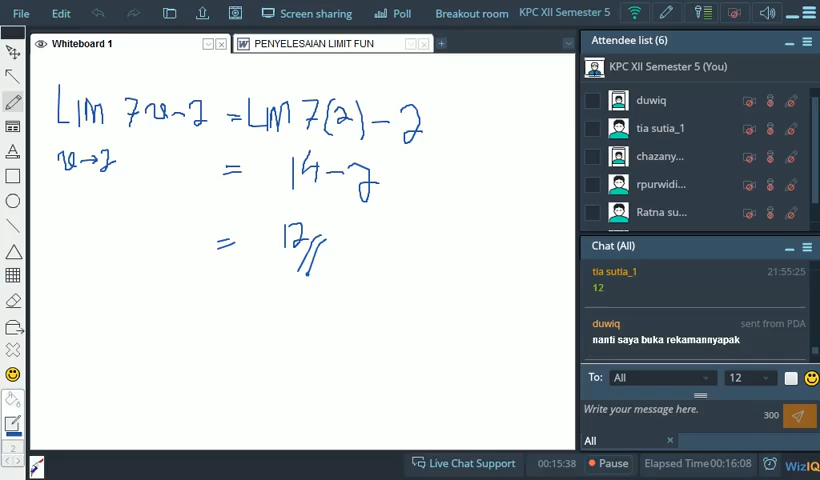 File Edit Screen sharing Poll Breakout room KPC XII Semester 5
Whiteboard 1 PENYELESAIAN LIMIT FUN
LIM 7x-2 = LIM 7(2) - 2
x→2
= 14 - 2
= 12
Attendee list (6)
KPC XII Semester 5 (You)
duwiq
tia sutia_1
chazany...
rpurwidi...
Ratna su...
Chat (All)
tia sutia_1 21:55:25
12
duwiq sent from PDA
nanti saya buka rekamannyapak
To: All 12
Write your message here. 300
All
2
Live Chat Support 00:15:38 Pause Elapsed Time 00:16:08 WizIQ